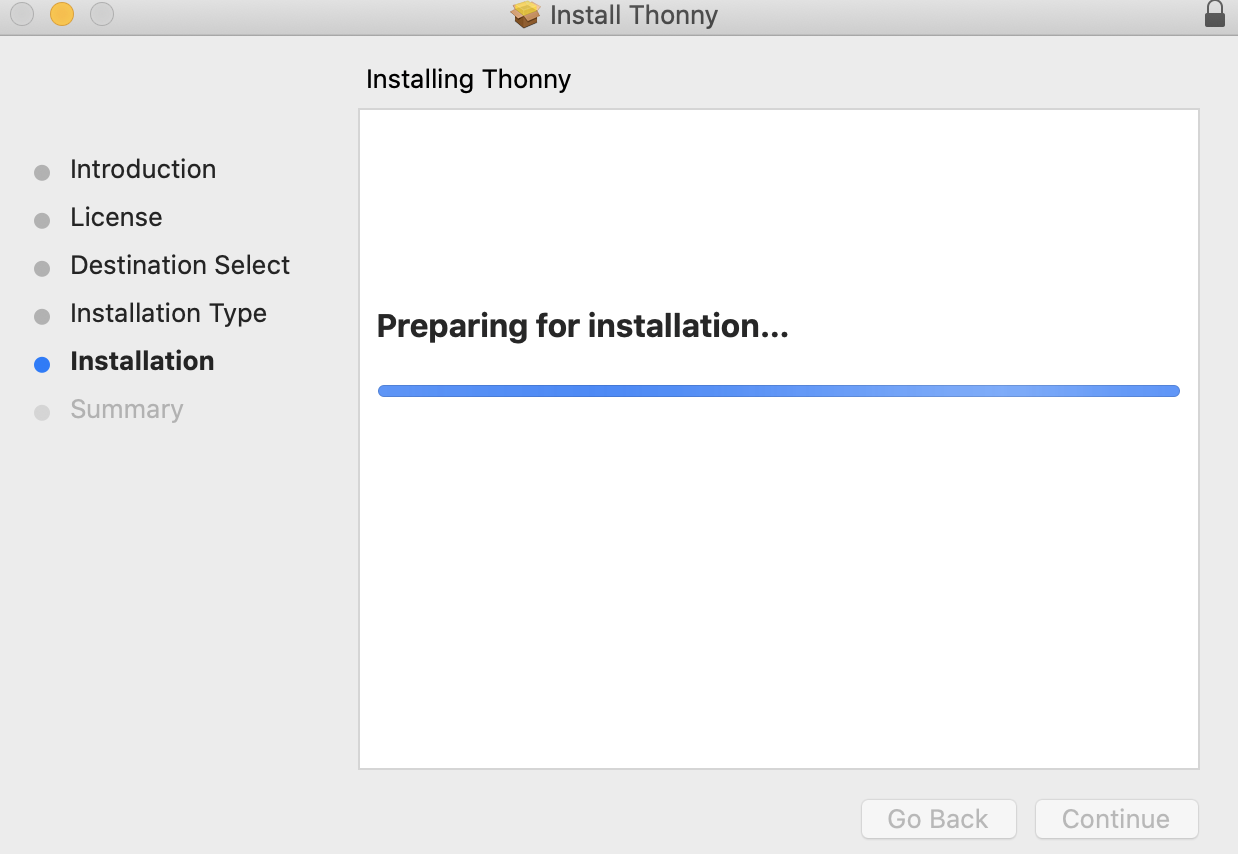 Install Thonny
Installing Thonny
Introduction
License
Destination Select
Installation Type
Installation
Summary
Preparing for installation...
Go Back
Continue